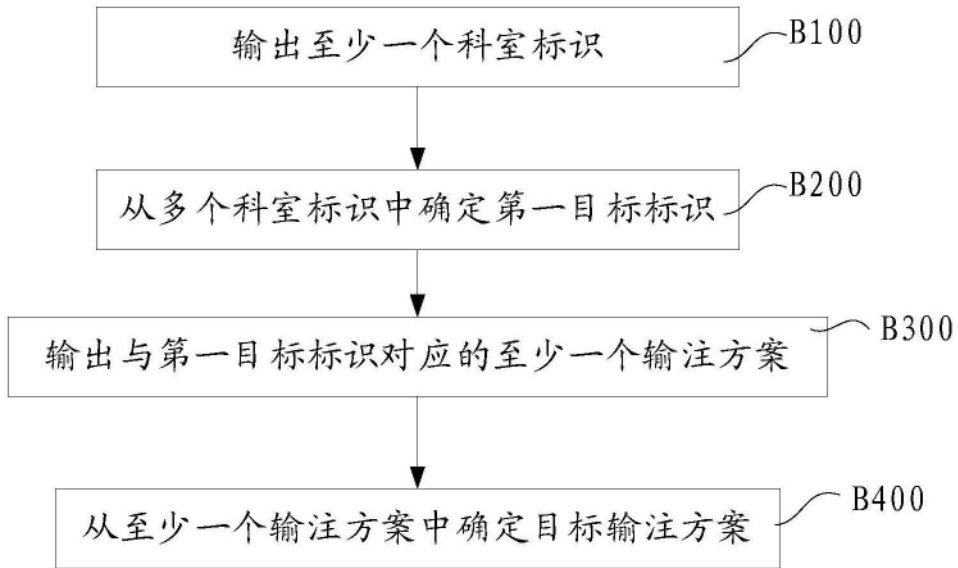 输出至少一个科室标识
B100
从多个科室标识中确定第一目标标识
B200
输出与第一目标标识对应的至少一个输注方案
B300
从至少一个输注方案中确定目标输注方案
B400